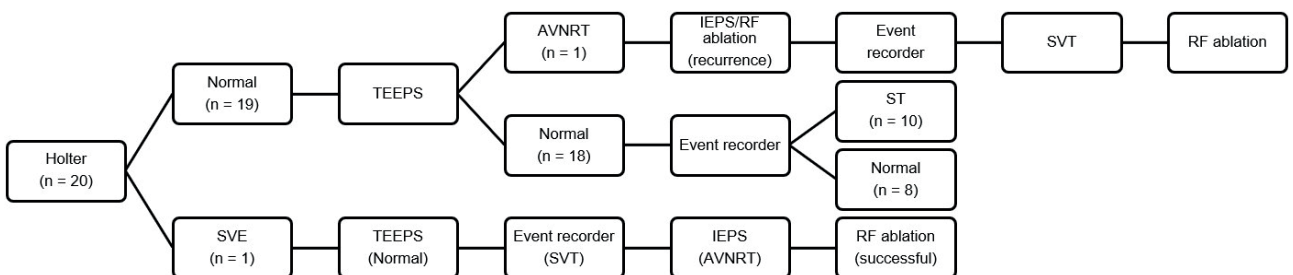 Holter
(n = 20)
Normal
(n = 19)
TEEPS
AVNRT
(n = 1)
IEPS/RF
ablation
(recurrence)
Event
recorder
SVT
RF ablation
Normal
(n = 18)
Event recorder
ST
(n = 10)
Normal
(n = 8)
SVE
(n = 1)
TEEPS
(Normal)
Event recorder
(SVT)
IEPS
(AVNRT)
RF ablation
(successful)